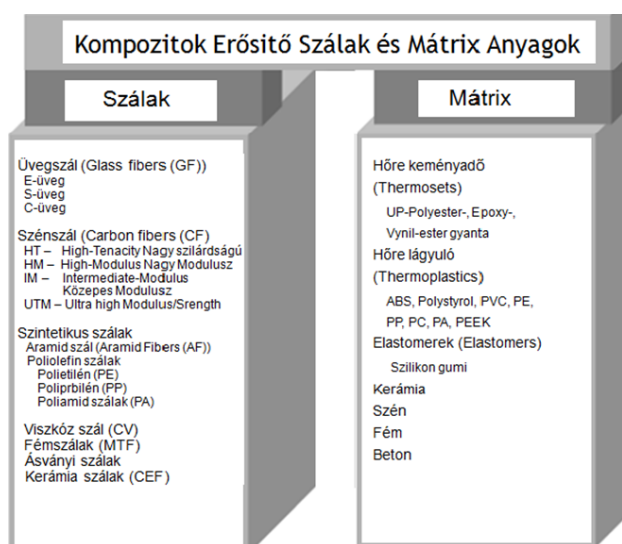 Kompozitok Erősitő Szálak és Mátrix Anyagok
Szálak
Üvegszál (Glass fibers (GF))
E-üveg
S-üveg
C-üveg
Szénszál (Carbon fibers (CF)
HT – High-Tenacity Nagy szilárdságú
HM – High-Modulus Nagy Modulusz
IM – Intermediate-Modulus
Közepes Modulusz
UTM – Ultra high Modulus/Srength)
Szintetikus szálak
Aramid szál (Aramid Fibers (AF))
Poliolefin szálak
Polietilén (PE)
Poliprbilén (PP)
Poliamid szálak (PA)
Viszkóz szál (CV)
Fémszálak (MTF)
Ásványi szálak
Kerámia szálak (CEF)
Mátrix
Hőre keményadő
(Thermosets)
UP-Polyester-, Epoxy-,
Vynil-ester gyanta
Hőre lágyuló
(Thermoplastics)
ABS, Polystyrol, PVC, PE,
PP, PC, PA, PEEK
Elastomerek (Elastomers)
Szilikon gumi
Kerámia
Szén
Fém
Beton